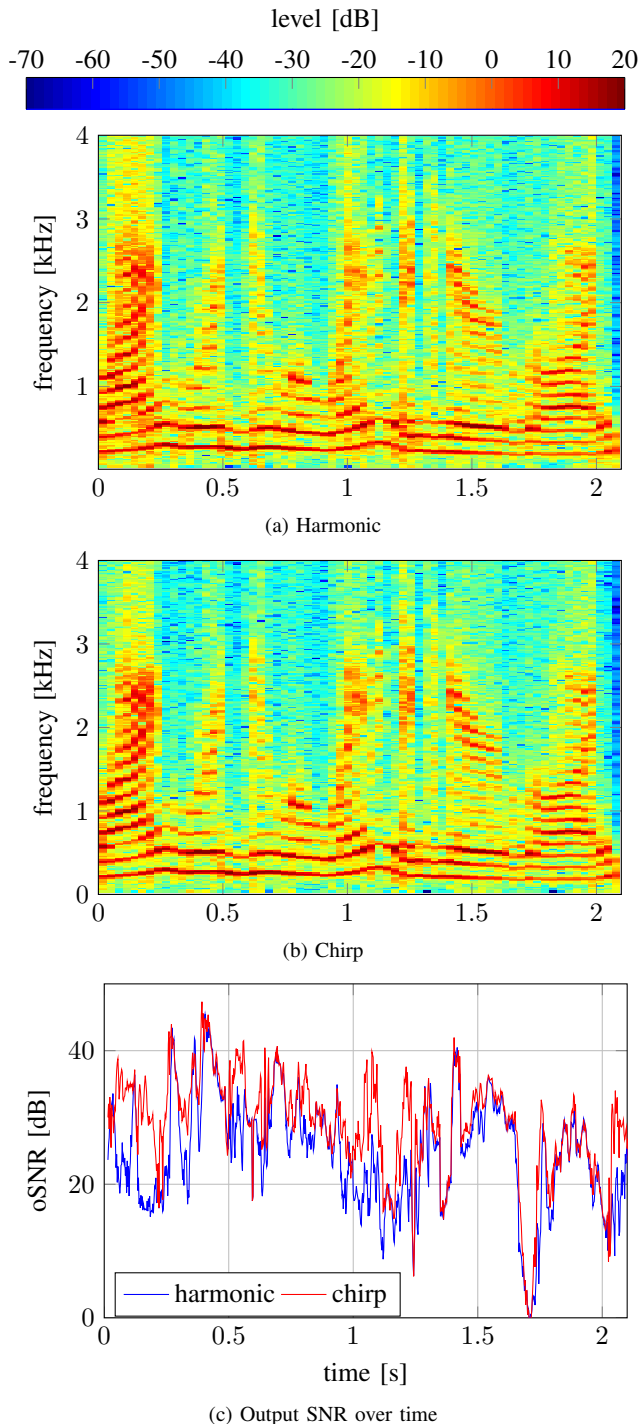 level [dB]
-70 -60 -50 -40 -30 -20 -10 0 10 20
4
3
2
1
frequency [kHz]
0 0.5 1 1.5 2
(a) Harmonic
4
3
2
1
0
frequency [kHz]
0 0.5 1 1.5 2
(b) Chirp
40
20
0
oSNR [dB]
harmonic chirp
0 0.5 1 1.5 2
time [s]
(c) Output SNR over time